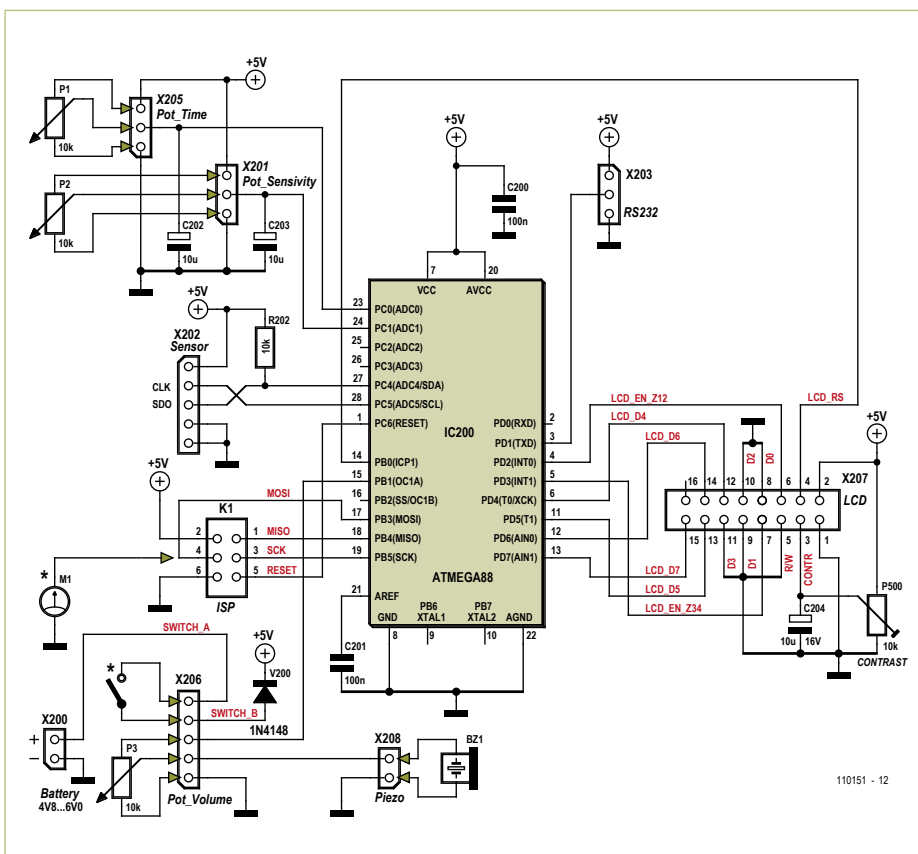 +5V
P1
10k
X205
Pot_Time
P2
10k
X201
Pot_Sensivity
C202
10u
C203
10u
+5V
+5V
C200
100n
X203
RS232
+5V
X202
Sensor
CLK
SDO
R202
10k
7
20
VCC
AVCC
23
PC0(ADC0)
24
PC1(ADC1)
25
PC2(ADC2)
26
PC3(ADC3)
27
PC4(ADC4/SDA)
28
PC5(ADC5/SCL)
1
PC6(RESET)
14
PB0(ICP1)
15
PB1(OC1A)
16
PB2(SS/OC1B)
17
PB3(MOSI)
18
PB4(MISO)
19
PB5(SCK)
21
AREF
IC200
ATMEGA88
PD0(RXD)
2
PD1(TXD)
3
PD2(INT0)
4
PD3(INT1)
5
PD4(T0/XCK)
6
PD5(T1)
11
PD6(AIN0)
12
PD7(AIN1)
13
GND
PB6
XTAL1
PB7
XTAL2
AGND
8
9
10
22
C201
100n
+5V
MOSI
K1
2
1
MISO
4
3
SCK
6
5
RESET
ISP
*
M1
SWITCH_A
+5V
V200
1N4148
SWITCH_B
*
X206
Pot_Volume
X200
+
–
Battery
4V8...6V0
P3
10k
X208
Piezo
BZ1
LCD_EN_Z12
LCD_D4
LCD_D6
LCD_RS
+5V
D2
D0
16
14
12
10
8
6
4
2
X207
LCD
15
13
11
9
7
5
3
1
D3
D1
R/W
CONTR
LCD_D7
LCD_D5
LCD_EN_Z34
C204
10u
16V
P500
10k
CONTRAST
110151 - 12